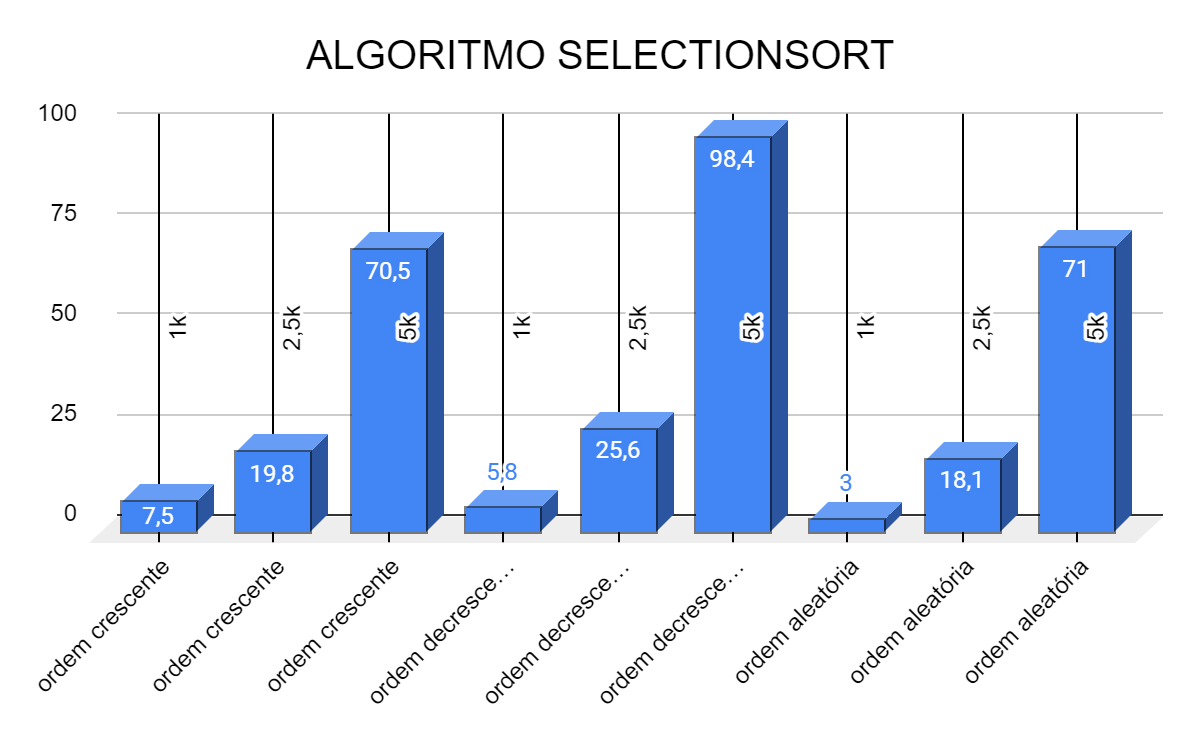 ALGORITMO SELECTIONSORT
100
75
50
25
0
7,5
19,8
70,5
5,8
25,6
98,4
3
18,1
71
1k
2,5k
5k
1k
2,5k
5k
1k
2,5k
5k
ordem crescente
ordem crescente
ordem crescente
ordem decresce…
ordem decresce…
ordem decresce…
ordem aleatória
ordem aleatória
ordem aleatória